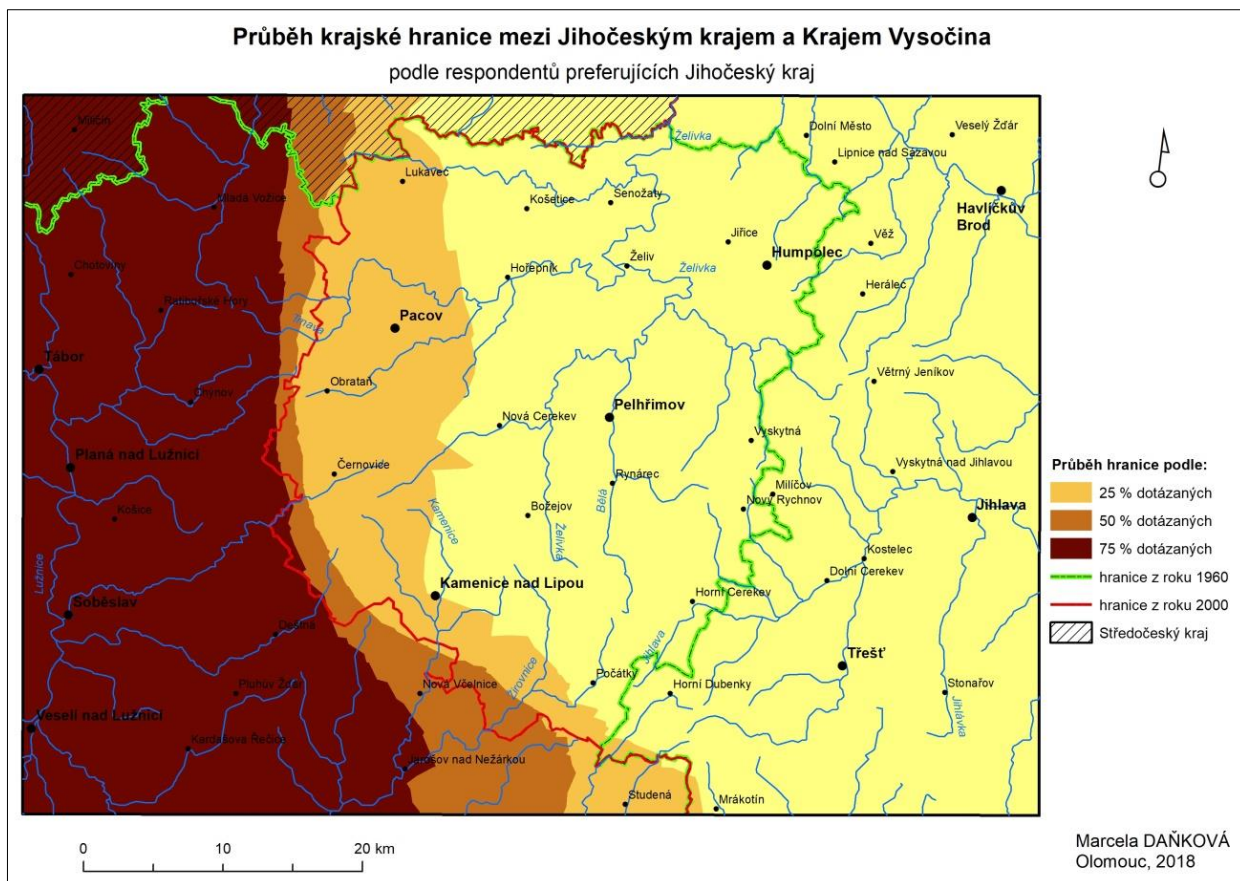 Průběh krajské hranice mezi Jihočeským krajem a Krajem Vysočina
podle respondentů preferujících Jihočeský kraj
Miličín
Želivka
Dolní Město
Veselý Žďár
Lipnice nad Sázavou
Lukavec
Mladá Vožice
Košetice
Senožaty
Havlíčkův
Brod
Jiřice
Věž
Humpolec
Chotoviny
Hořepník
Želiv
Želivka
Herálec
Ratibořské Hory
Trnava
Pacov
Tábor
Obrataň
Chýnov
Větrný Jeníkov
Pelhřimov
Nová Cerekev
Vyskytná
Planá nad Lužnicí
Černovice
Rynárec
Vyskytná nad Jihlavou
Milíčov
Nový Rychnov
Košice
Kamenice
Božejov
Želivka
Bělá
Jihlava
Kostelec
Lužnice
Dolní Cerekev
Kamenice nad Lipou
Horní Cerekev
Soběslav
Deštná
Jihlava
Třešť
Počátky
Žirovnice
Pluhův Žďár
Nová Včelnice
Horní Dubenky
Stonařov
Jihlávka
Veselí nad Lužnicí
Kardašova Řečice
Jarošov nad Nežárkou
Studená
Mrákotín
Průběh hranice podle:
25 % dotázaných
50 % dotázaných
75 % dotázaných
hranice z roku 1960
hranice z roku 2000
Středočeský kraj
0 10 20 km
Marcela DAŇKOVÁ
Olomouc, 2018